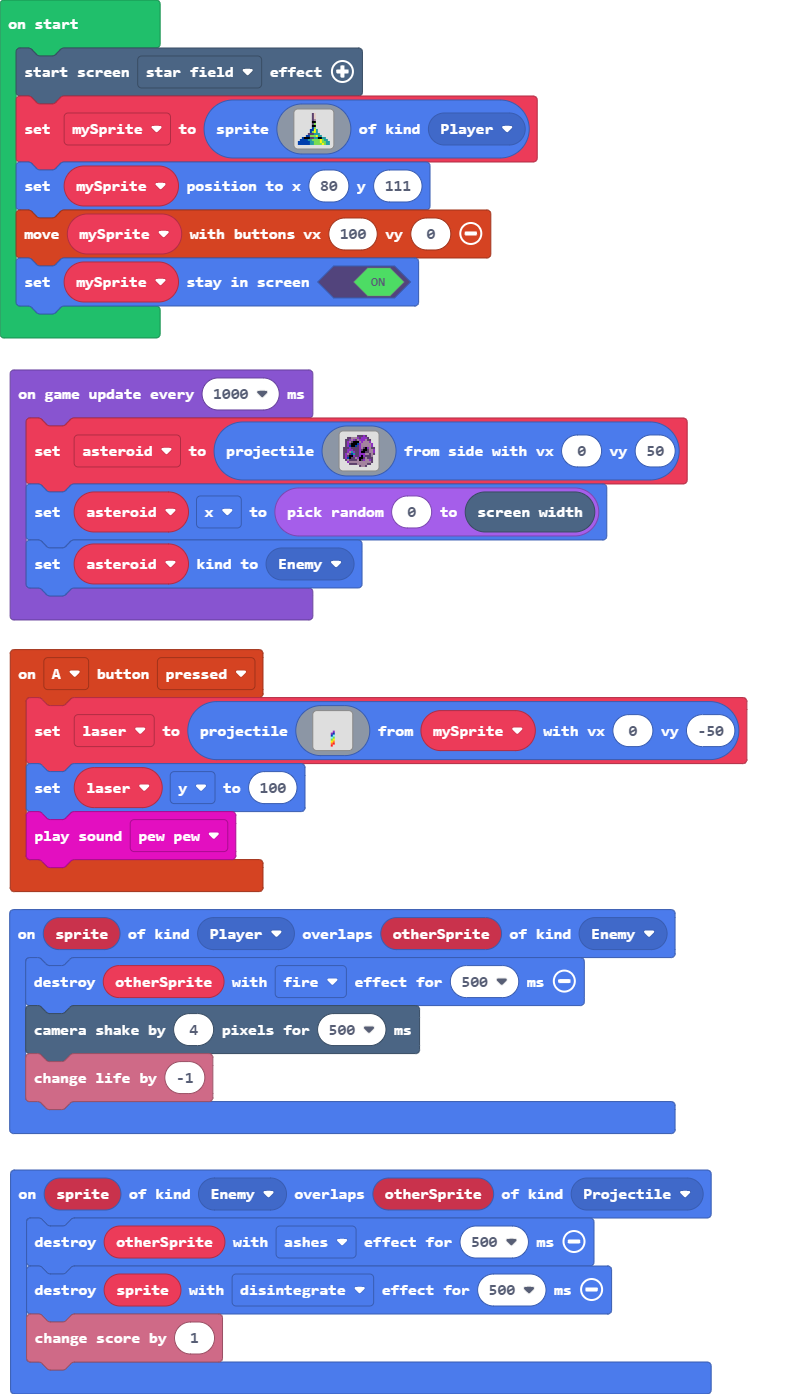 on start
start screen star field effect
set mySprite to sprite of kind Player
set mySprite position to x 80 y 111
move mySprite with buttons vx 100 vy 0
set mySprite stay in screen ON
on game update every 1000 ms
set asteroid to projectile from side with vx 0 vy 50
set asteroid x to pick random 0 to screen width
set asteroid kind to Enemy
on A button pressed
set laser to projectile from mySprite with vx 0 vy -50
set laser y to 100
play sound pew pew
on sprite of kind Player overlaps otherSprite of kind Enemy
destroy otherSprite with fire effect for 500 ms
camera shake by 4 pixels for 500 ms
change life by -1
on sprite of kind Enemy overlaps otherSprite of kind Projectile
destroy otherSprite with ashes effect for 500 ms
destroy sprite with disintegrate effect for 500 ms
change score by 1